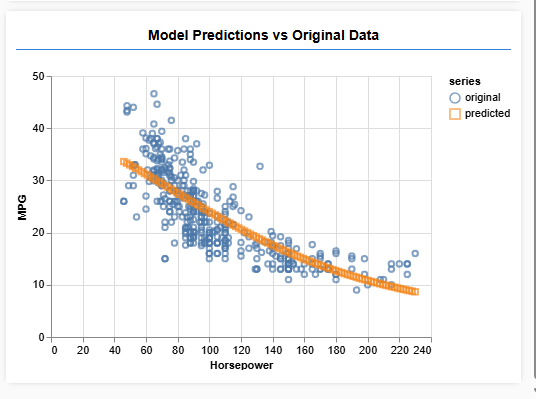 Model Predictions vs Original Data
series
original
predicted
50
40
30
20
10
0
MPG
0 20 40 60 80 100 120 140 160 180 200 220 240
Horsepower